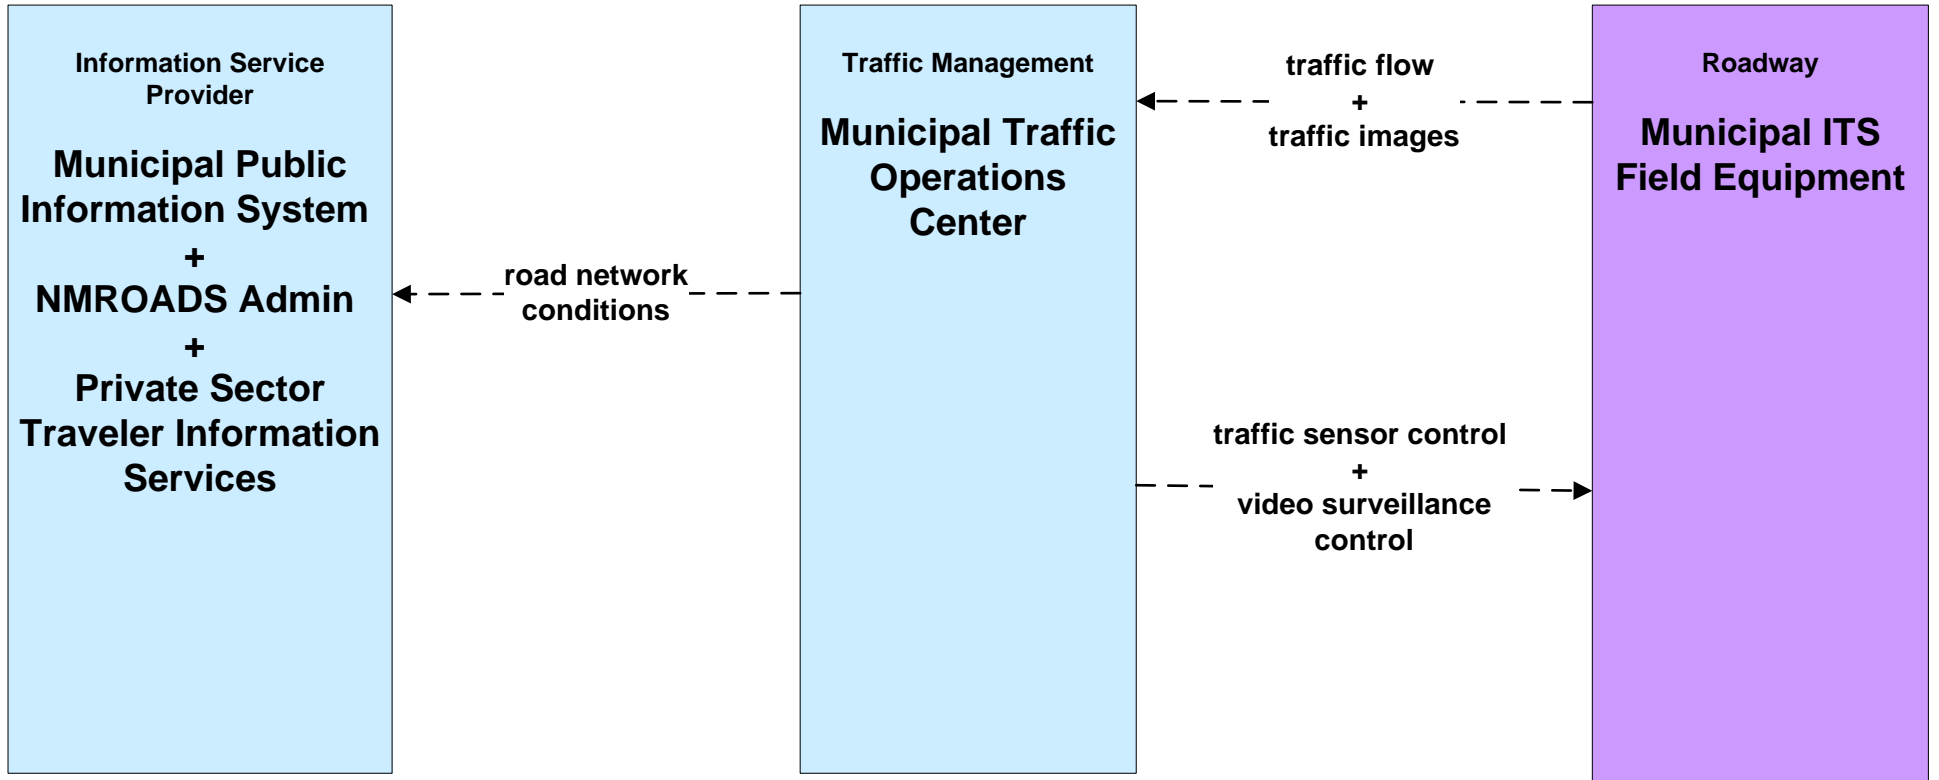 Information Service
Provider
Municipal Public
Information System
+
NMROADS Admin
+
Private Sector
Traveler Information
Services
road network
conditions
Traffic Management
Municipal Traffic
Operations
Center
traffic flow
+
traffic images
traffic sensor control
+
video surveillance
control
Roadway
Municipal ITS
Field Equipment